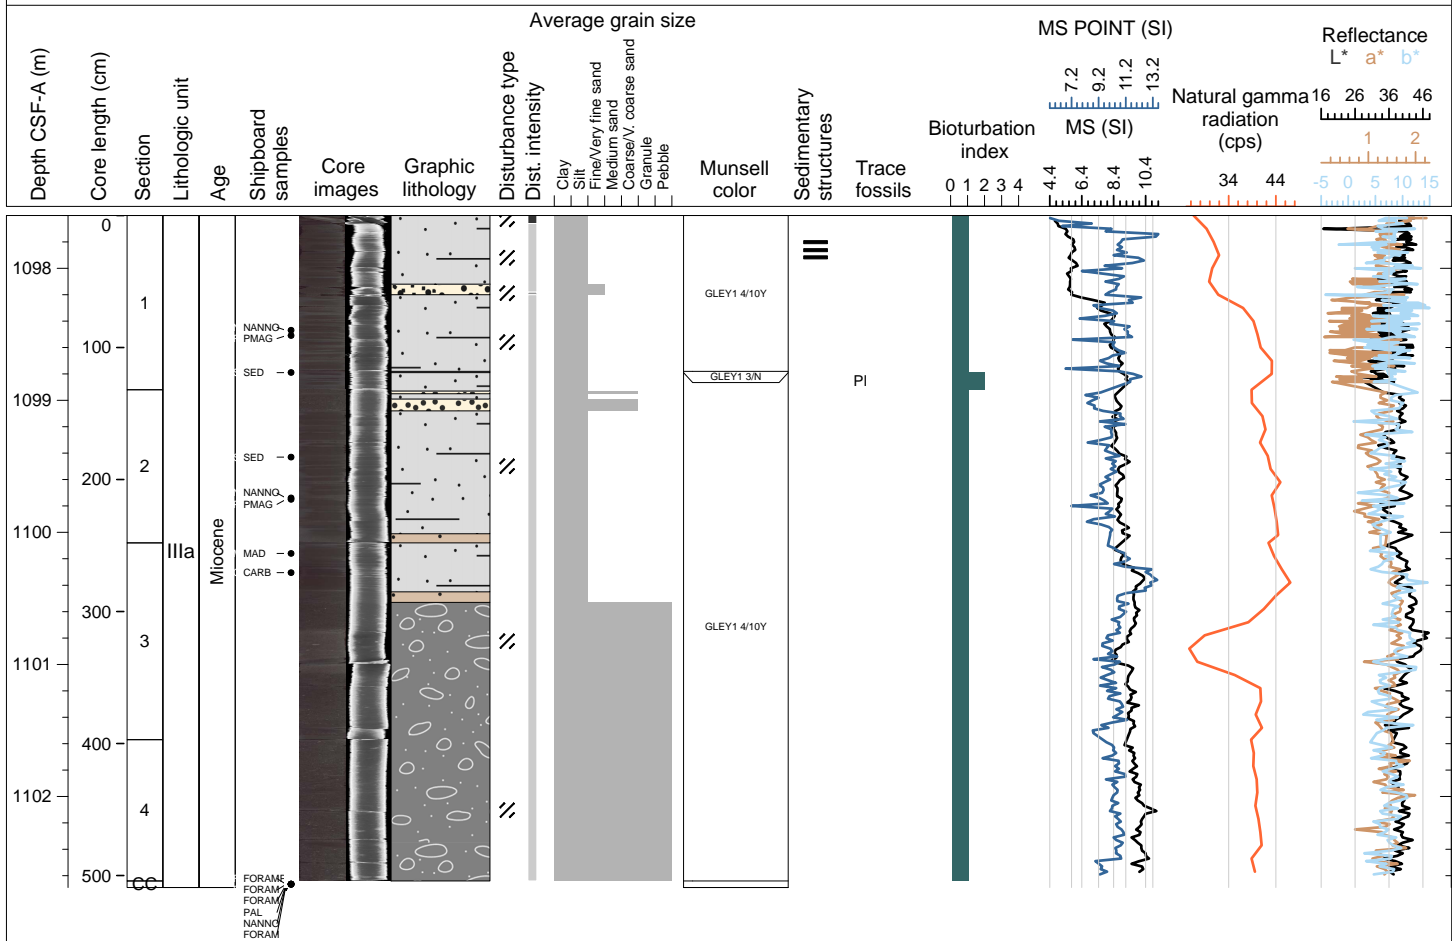 Average grain size
MS POINT (SI)
7.2 9.2 11.2 13.2
MS (SI)
4.4 6.4 8.4 10.4
Reflectance
L* a* b*
16 26 36 46
1 2
-5 0 5 10 15
Natural gamma
radiation
(cps)
34 44
Depth CSF-A (m)
Core length (cm)
Section
Lithologic unit
Age
Shipboard
samples
Core
images
Graphic
lithology
Disturbance type
Dist. intensity
Clay
Silt
Fine/Very fine sand
Medium sand
Coarse/V. coarse sand
Granule
Pebble
Munsell
color
Sedimentary
structures
Trace
fossils
Bioturbation
index
0 1 2 3 4
0
1098
GLEY1 4/10Y
1
NANNO
PMAG
100
SED
GLEY1 3/N
PI
1099
SED
2
200
NANNO
PMAG
1100
IIIa
Miocene
MAD
CARB
300
GLEY1 4/10Y
3
1101
400
1102
4
500
CC
FORAM
FORAM
FORAM
PAL
NANNO
FORAM